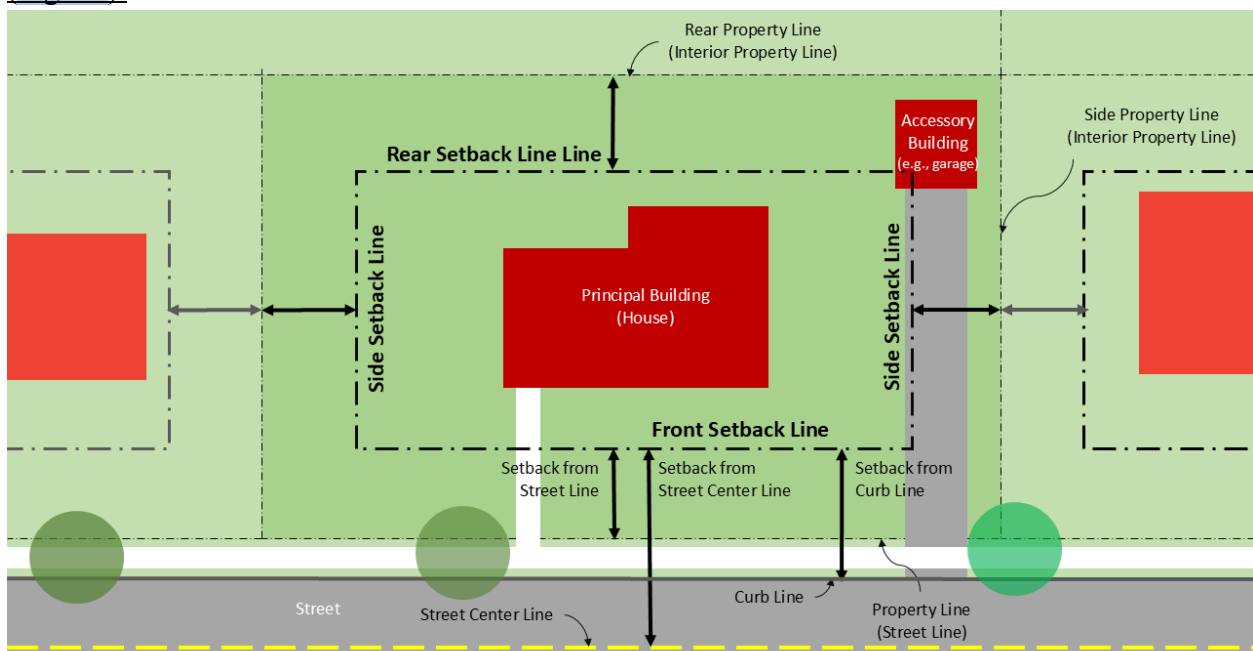 Rear Property Line
(Interior Property Line)
Accessory
Building
(e.g., garage)
Side Property Line
(Interior Property Line)
Rear Setback Line Line
Side Setback Line
Principal Building
(House)
Side Setback Line
Front Setback Line
Setback from
Street Line
Setback from
Street Center Line
Setback from
Curb Line
Street
Street Center Line
Curb Line
Property Line
(Street Line)